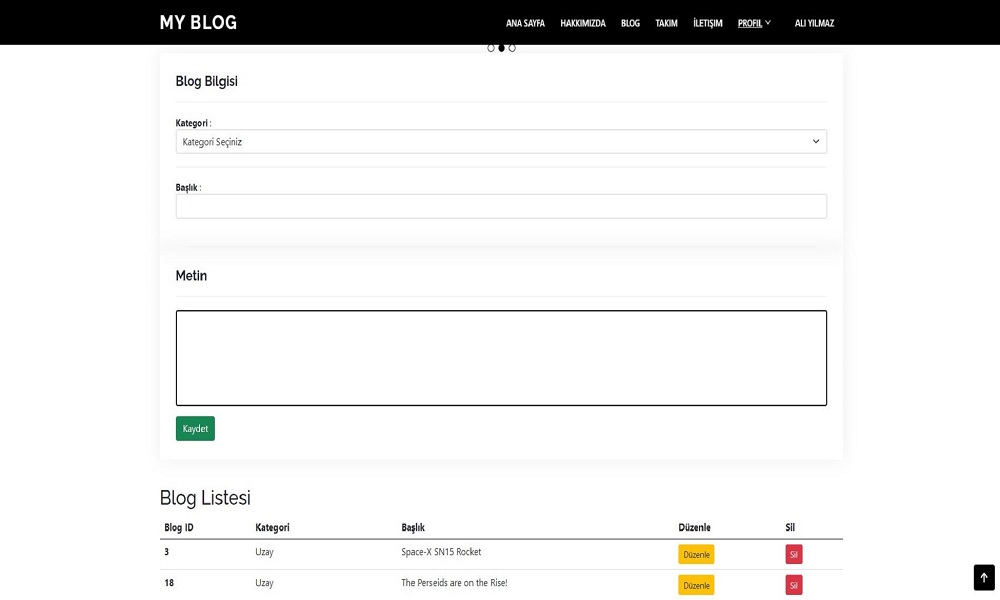 MY BLOG
ANA SAYFA HAKKIMIZDA BLOG TAKIM İLETIŞIM PROFIL ALI YILMAZ
Blog Bilgisi
Kategori :
Kategori Seçiniz
Başlık :
Metin
Kaydet
Blog Listesi
Blog ID Kategori Başlık Düzenle Sil
3 Uzay Space-X SN15 Rocket Düzenle Sil
18 Uzay The Perseids are on the Rise! Düzenle Sil